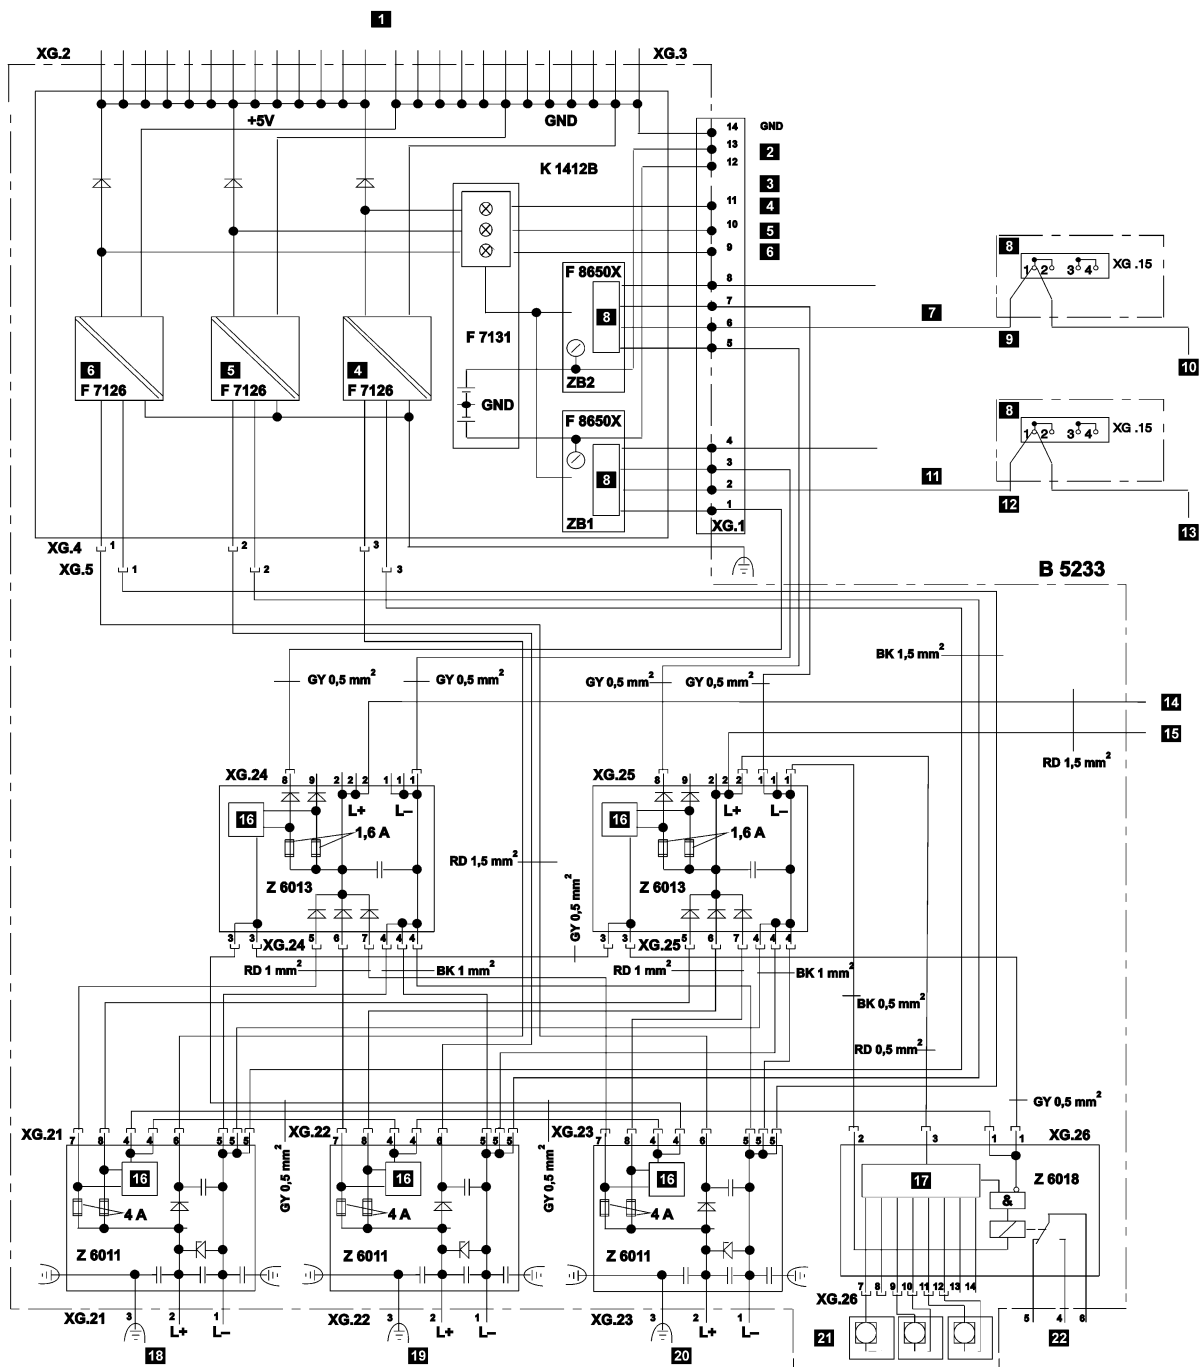 1
XG.2 XG.3
+5V GND
14 GND
13 2
12
K 1412B
3
11 4
10 5
9 6
F 8650X
8
7
8
7
6
5
F 7131
ZB2
GND
6
F 7126
5
F 7126
4
F 7126
F 8650X
8
4
3
2
1
ZB1
XG.1
8
1 2 3 4 XG .15
9
10
8
1 2 3 4 XG .15
11
12
13
XG.4 1 2 3
XG.5 1 2 3
B 5233
BK 1,5 mm²
GY 0,5 mm² GY 0,5 mm² GY 0,5 mm² GY 0,5 mm²
14
15
RD 1,5 mm²
XG.24 8 9 2 2 2 1 1 1
XG.25 8 9 2 2 2 1 1 1
16 L+ L–
1,6 A
Z 6013
16 L+ L–
1,6 A
Z 6013
RD 1,5 mm²
GY 0,5 mm²
3 3 XG.24 5 6 7 4 4 4
3 3 XG.25 5 6 7 4 4 4
RD 1 mm² BK 1 mm² RD 1 mm² BK 1 mm²
BK 0,5 mm²
RD 0,5 mm²
GY 0,5 mm²
XG.21 7 8 4 4 6 5 5 5
XG.22 7 8 4 4 6 5 5 5
XG.23 7 8 4 4 6 5 5 5
2 3 1 1 XG.26
16
4 A
Z 6011
GY 0,5 mm²
16
4 A
Z 6011
GY 0,5 mm²
16
4 A
Z 6011
17
Z 6018
&
XG.21 3 2 1
L+ L–
18
XG.22 3 2 1
L+ L–
19
XG.23 3 2 1
L+ L–
20
XG.26 7 8 9 10 11 12 13 14
21
5 4 6
22